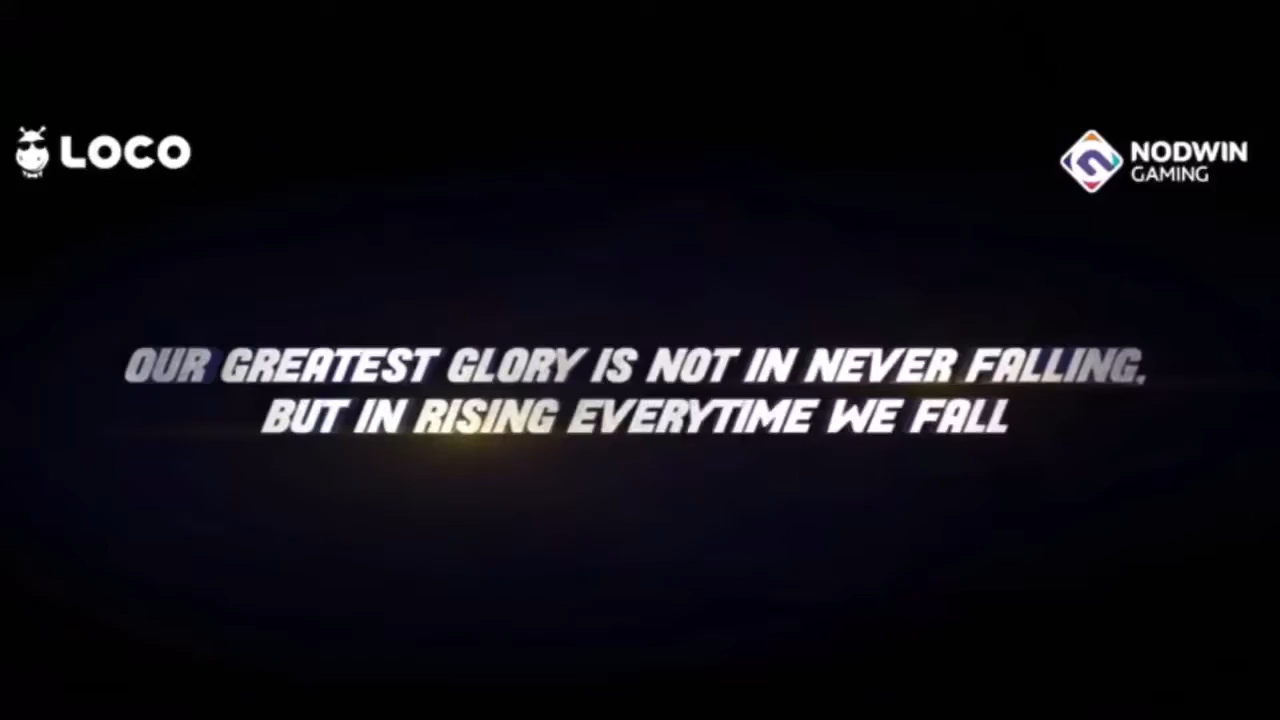 LOCO
NODWIN
GAMING
OUR GREATEST GLORY IS NOT IN NEVER FALLING,
BUT IN RISING EVERYTIME WE FALL